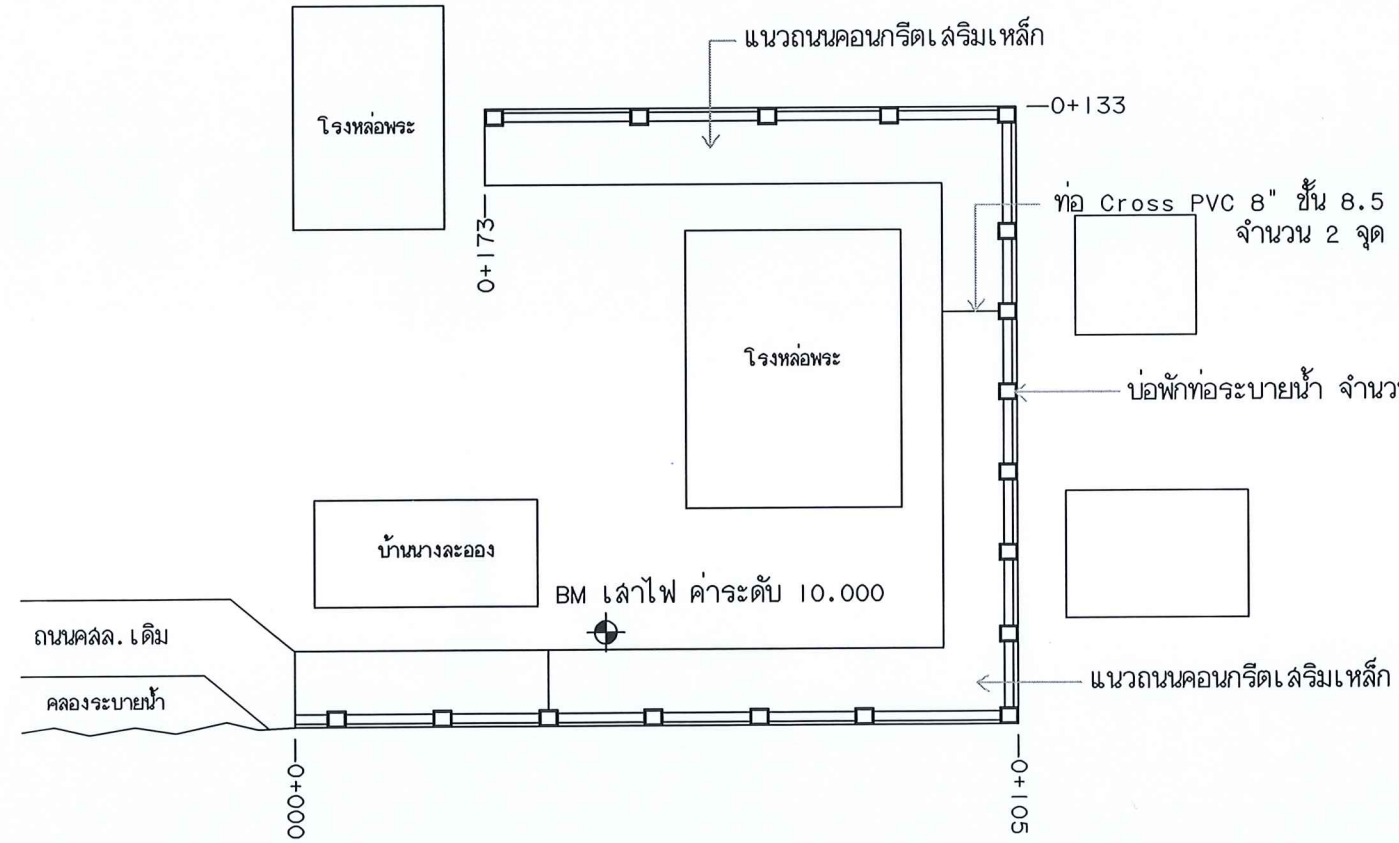 แนวถนนคอนกรีตเสริมเหล็ก
โรงหล่อพระ
0+133
ท่อ Cross PVC 8" ชั้น 8.5
จำนวน 2 จุด
0+173
โรงหล่อพระ
บ่อพักท่อระบายน้ำ
บ้านนางละออง
BM เสาไฟ ค่าระดับ 10.000
ถนนคสล.เดิม
แนวถนนคอนกรีตเสริมเหล็ก
คลองระบายน้ำ
0+000
0+105